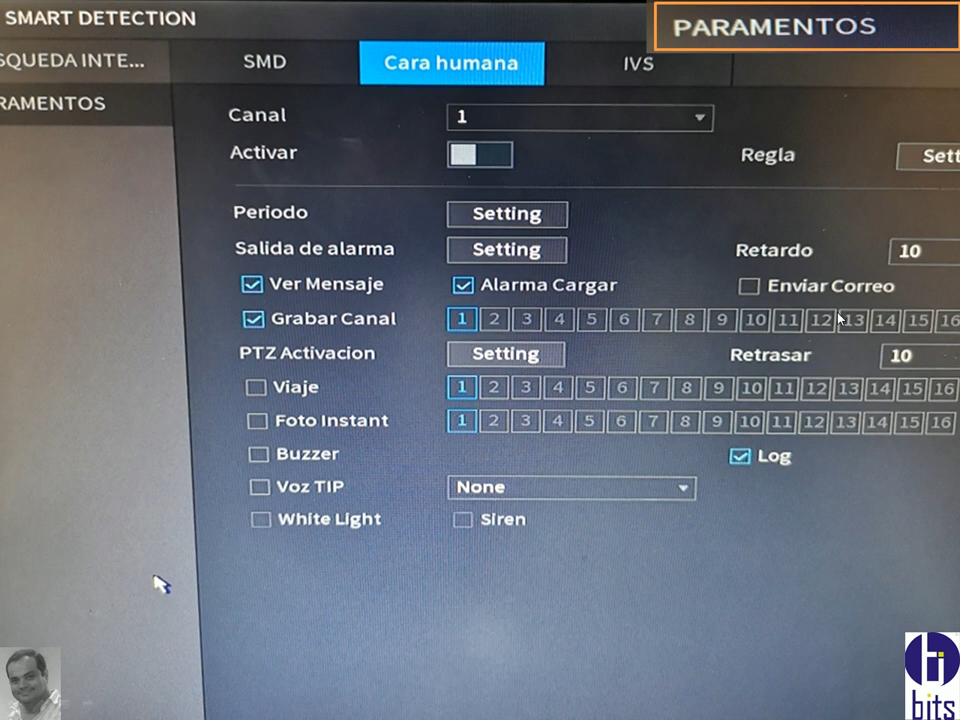 SMART DETECTION
PARAMENTOS
SQUEDA INTE... SMD Cara humana IVS
RAMENTOS
Canal 1
Activar Regla Sett
Periodo Setting
Salida de alarma Setting Retardo 10
Ver Mensaje Alarma Cargar Enviar Correo
Grabar Canal 1 2 3 4 5 6 7 8 9 10 11 12 13 14 15 16
PTZ Activacion Setting Retrasar 10
Viaje 1 2 3 4 5 6 7 8 9 10 11 12 13 14 15 16
Foto Instant 1 2 3 4 5 6 7 8 9 10 11 12 13 14 15 16
Buzzer Log
Voz TIP None
White Light Siren
bits